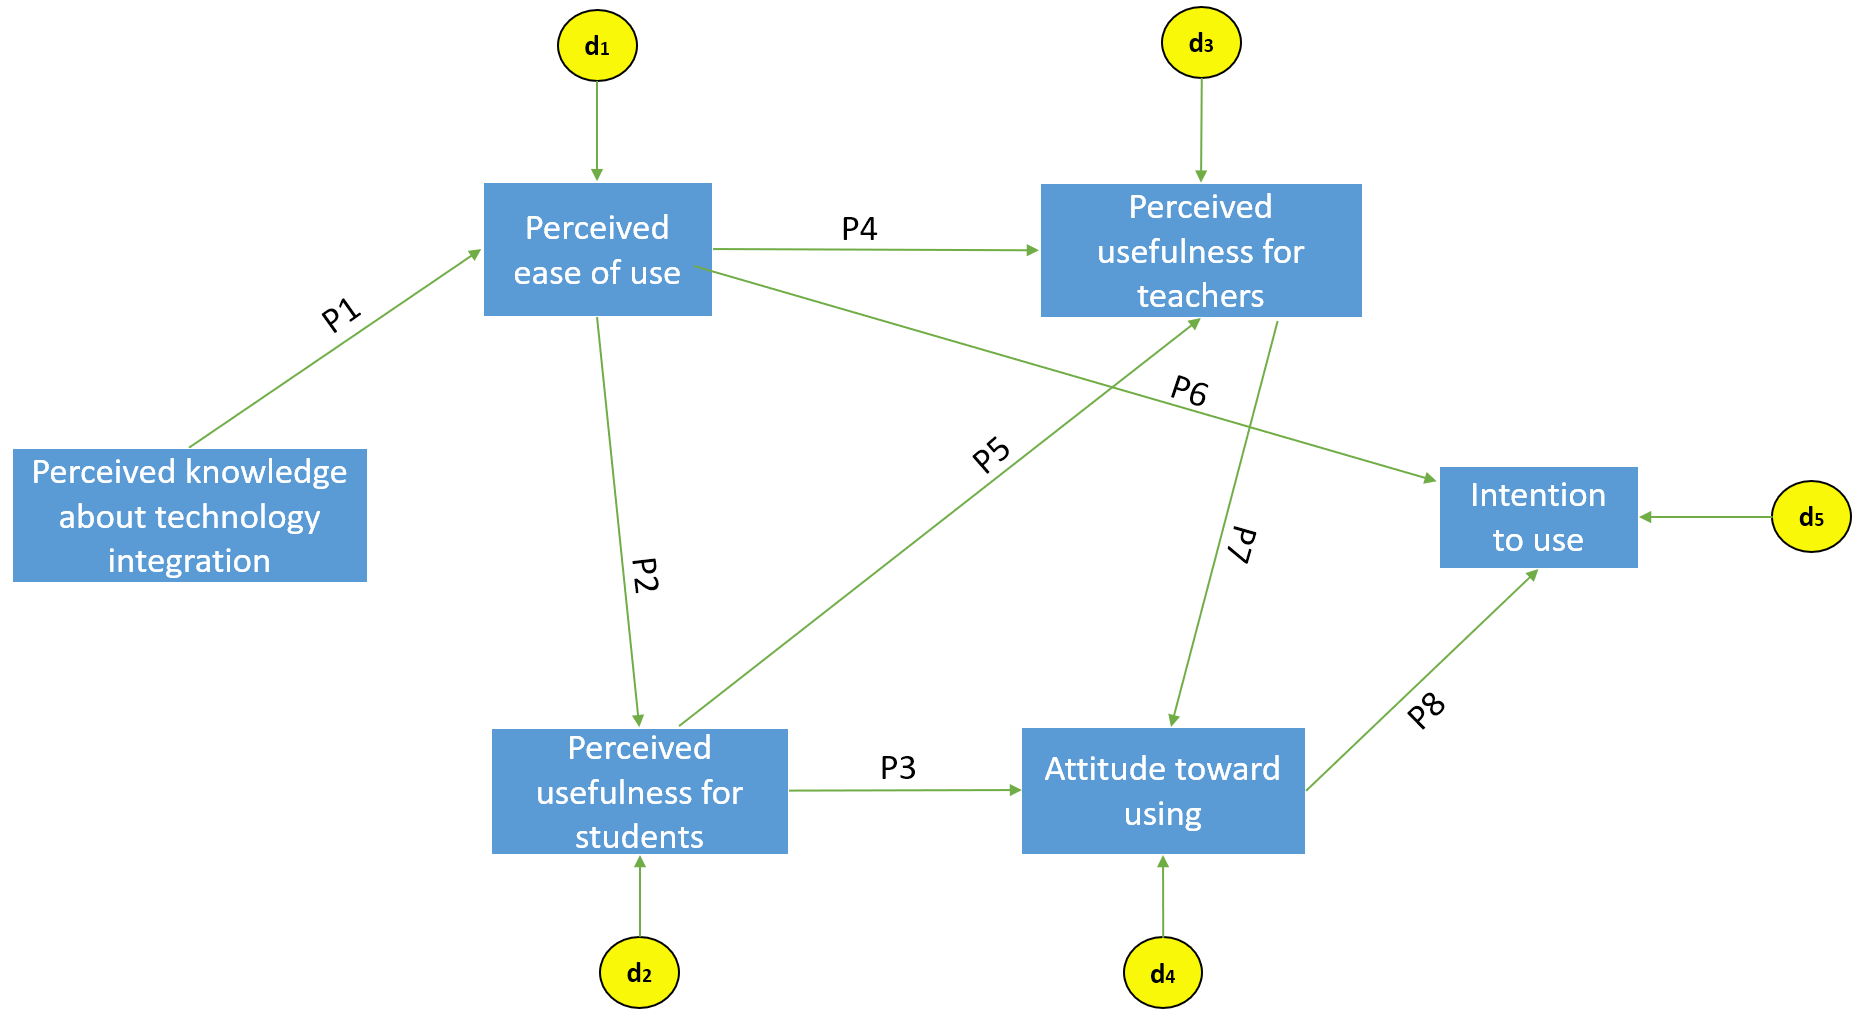 d1
d3
Perceived
ease of use
P4
Perceived
usefulness for
teachers
P1
P6
P5
Perceived knowledge
about technology
integration
Intention
to use
d5
P7
P2
P8
Perceived
usefulness for
students
P3
Attitude toward
using
d2
d4